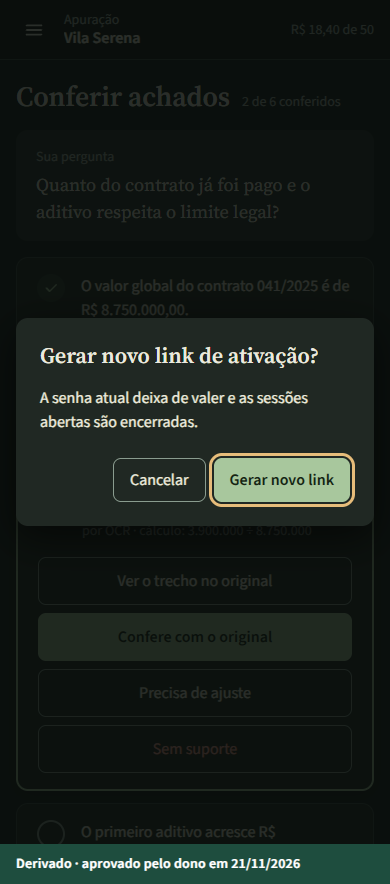 Apuração
Vila Serena
R$ 18,40 de 50
Conferir achados
2 de 6 conferidos
Sua pergunta
Quanto do contrato já foi pago e o
aditivo respeita o limite legal?
O valor global do contrato 041/2025 é de
R$ 8.750.000,00.
Gerar novo link de ativação?
A senha atual deixa de valer e as sessões
abertas são encerradas.
Cancelar
Gerar novo link
por OCR · cálculo: 3.900.000 ÷ 8.750.000
Ver o trecho no original
Confere com o original
Precisa de ajuste
Sem suporte
O primeiro aditivo acresce R$
Derivado · aprovado pelo dono em 21/11/2026